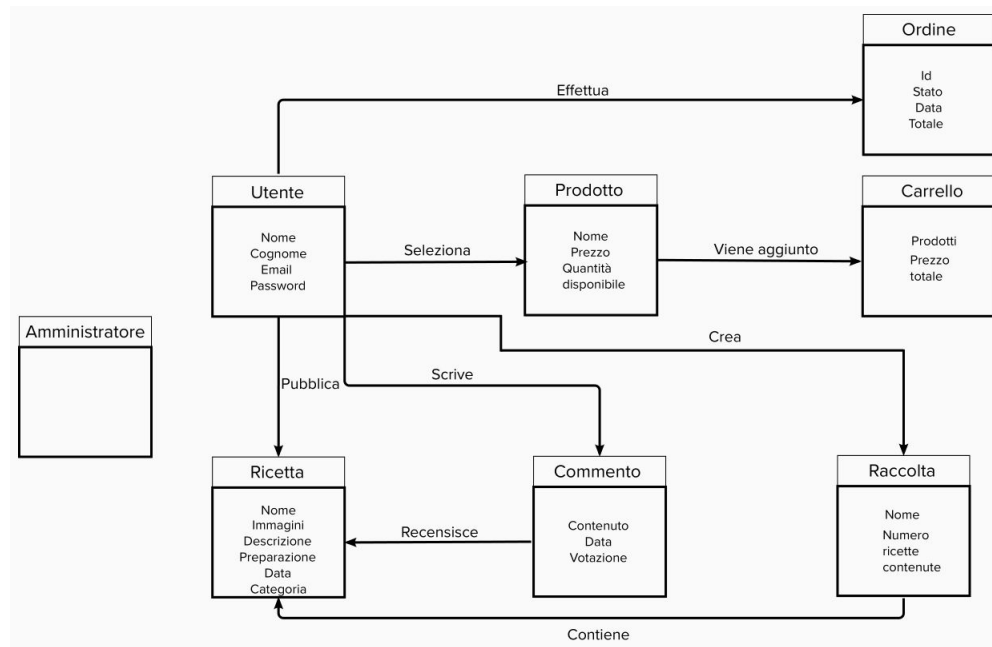 Ordine
Id
Stato
Data
Totale
Effettua
Utente
Nome
Cognome
Email
Password
Seleziona
Prodotto
Nome
Prezzo
Quantità
disponibile
Viene aggiunto
Carrello
Prodotti
Prezzo
totale
Amministratore
Pubblica
Scrive
Crea
Ricetta
Nome
Immagini
Descrizione
Preparazione
Data
Categoria
Recensisce
Commento
Contenuto
Data
Votazione
Raccolta
Nome
Numero
ricette
contenute
Contiene